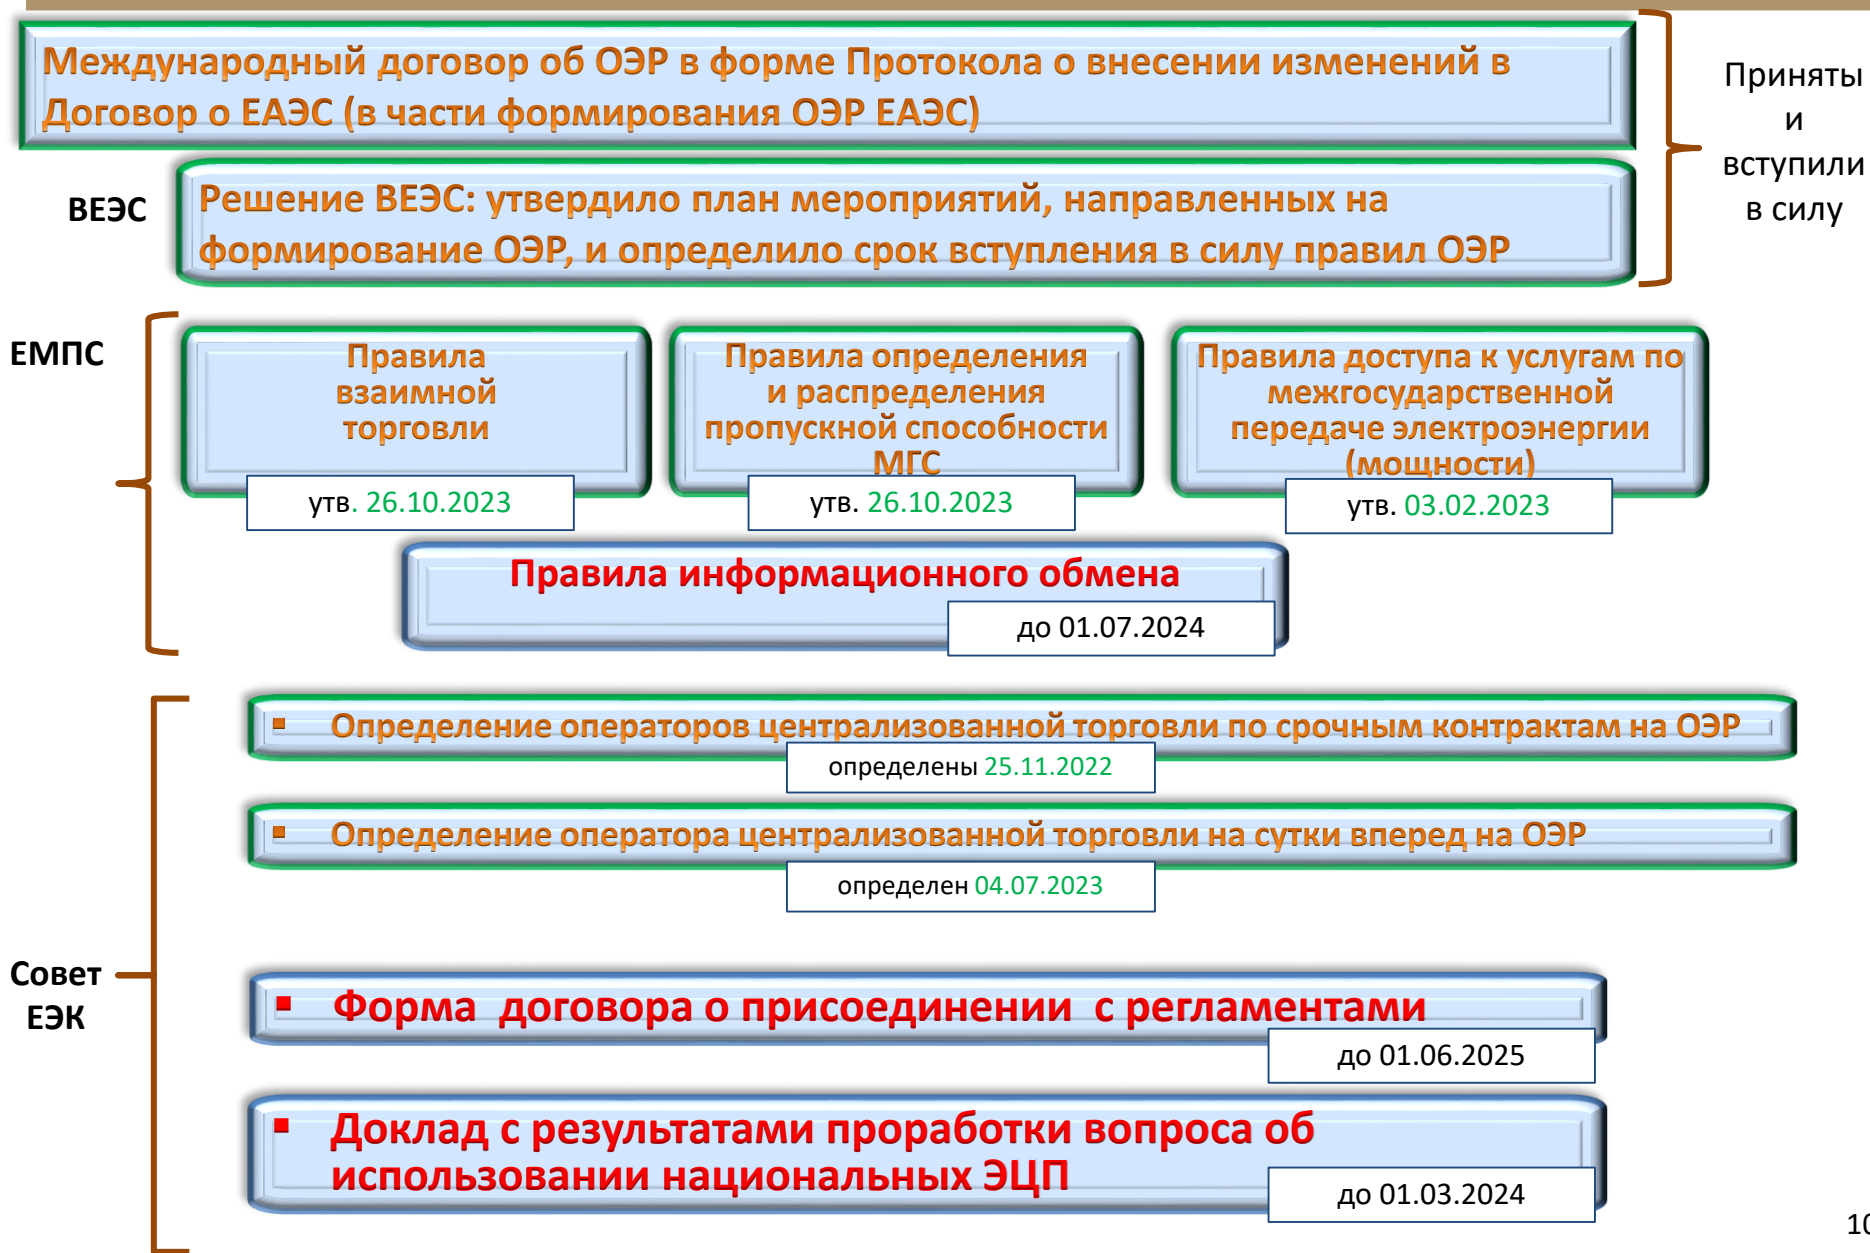 Международный договор об ОЭР в форме Протокола о внесении изменений в
Договор о ЕАЭС (в части формирования ОЭР ЕАЭС)
Приняты
и
вступили
в силу
ВЕЭС
Решение ВЕЭС: утвердило план мероприятий, направленных на
формирование ОЭР, и определило срок вступления в силу правил ОЭР
ЕМПС
Правила
взаимной
торговли
утв. 26.10.2023
Правила определения
и распределения
пропускной способности
МГС
утв. 26.10.2023
Правила доступа к услугам по
межгосударственной
передаче электроэнергии
(мощности)
утв. 03.02.2023
Правила информационного обмена
до 01.07.2024
Совет
ЕЭК
▪ Определение операторов централизованной торговли по срочным контрактам на ОЭР
определены 25.11.2022
▪ Определение оператора централизованной торговли на сутки вперед на ОЭР
определен 04.07.2023
▪ Форма договора о присоединении с регламентами
до 01.06.2025
▪ Доклад с результатами проработки вопроса об
использовании национальных ЭЦП
до 01.03.2024
10